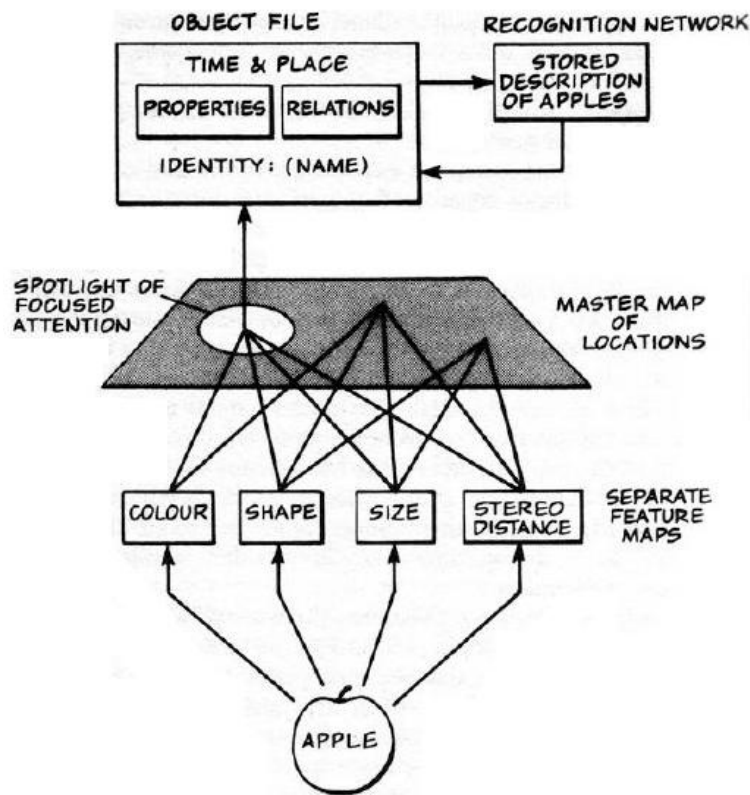 OBJECT FILE
RECOGNITION NETWORK
TIME & PLACE
PROPERTIES
RELATIONS
IDENTITY: (NAME)
STORED
DESCRIPTION
OF APPLES
SPOTLIGHT OF
FOCUSED
ATTENTION
MASTER MAP
OF
LOCATIONS
COLOUR
SHAPE
SIZE
STEREO
DISTANCE
SEPARATE
FEATURE
MAPS
APPLE